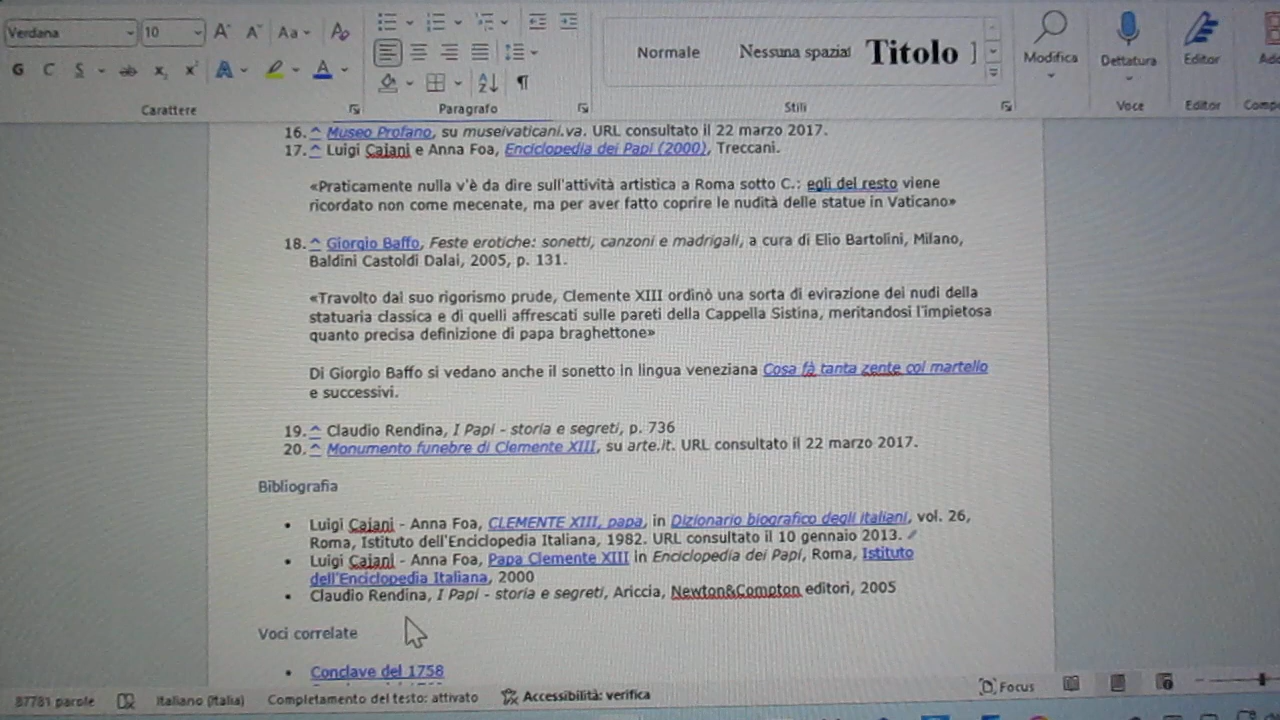 Verdana 10 A A Aa A
G C S ab x₂ x² A A
Carattere
Paragrafo
Normale Nessuna spazia Titolo
Stili
Modifica
Dettatura
Voce
Editor
Editor
16. ^ Museo Profano, su museivaticani.va. URL consultato il 22 marzo 2017.
17. ^ Luigi Cajani e Anna Foa, Enciclopedia dei Papi (2000), Treccani.
«Praticamente nulla v'è da dire sull'attività artistica a Roma sotto C.: egli del resto viene
ricordato non come mecenate, ma per aver fatto coprire le nudità delle statue in Vaticano»
18. ^ Giorgio Baffo, Feste erotiche: sonetti, canzoni e madrigali, a cura di Elio Bartolini, Milano,
Baldini Castoldi Dalai, 2005, p. 131.
«Travolto dal suo rigorismo prude, Clemente XIII ordinò una sorta di evirazione dei nudi della
statuaria classica e di quelli affrescati sulle pareti della Cappella Sistina, meritandosi l'impietosa
quanto precisa definizione di papa braghettone»
Di Giorgio Baffo si vedano anche il sonetto in lingua veneziana Cosa fà tanta zente col martello
e successivi.
19. ^ Claudio Rendina, I Papi - storia e segreti, p. 736
20. ^ Monumento funebre di Clemente XIII, su arte.it. URL consultato il 22 marzo 2017.
Bibliografia
• Luigi Cajani - Anna Foa, CLEMENTE XIII, papa, in Dizionario biografico degli italiani, vol. 26,
Roma, Istituto dell'Enciclopedia Italiana, 1982. URL consultato il 10 gennaio 2013.
• Luigi Cajani - Anna Foa, Papa Clemente XIII in Enciclopedia dei Papi, Roma, Istituto
dell'Enciclopedia Italiana, 2000
• Claudio Rendina, I Papi - storia e segreti, Ariccia, Newton&Compton editori, 2005
Voci correlate
• Conclave del 1758
87781 parole Italiano (Italia) Completamento del testo: attivato Accessibilità: verifica Focus